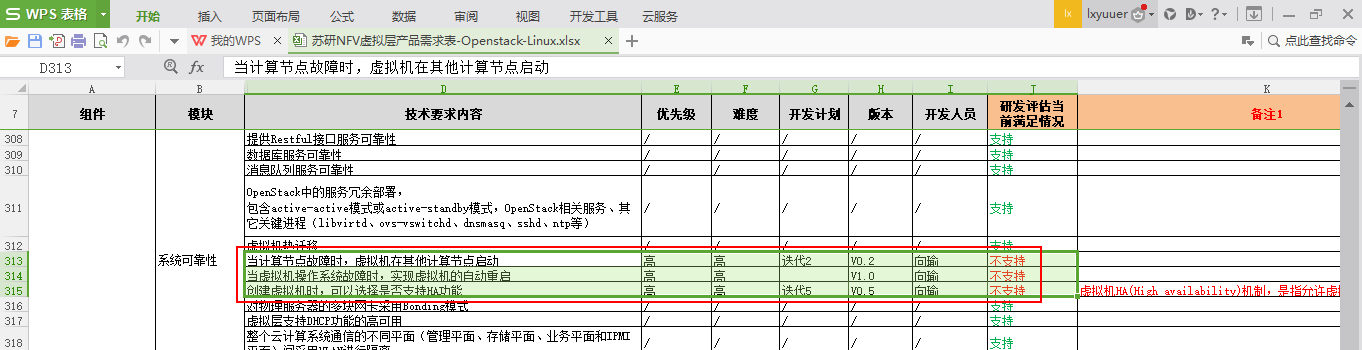 S WPS 表格 开始 插入 页面布局 公式 数据 审阅 视图 开发工具 云服务 lx lxyuuer
我的WPS 苏研NFV虚拟层产品需求表-Openstack-Linux.xlsx 点此查找命令
D313 fx 当计算节点故障时，虚拟机在其他计算节点启动
A B D E F G H I J K
7 组件 模块 技术要求内容 优先级 难度 开发计划 版本 开发人员 研发评估当
前满足情况 备注1
308 提供Restful接口服务可靠性 / / / / / 支持
309 数据库服务可靠性 / / / / / 支持
310 消息队列服务可靠性 / / / / / 支持
OpenStack中的服务冗余部署，
311 包含active-active模式或active-standby模式，OpenStack相关服务、其 / / / / / 支持
它关键进程（libvirtd、ovs-vswitchd、dnsmasq、sshd、ntp等）
312 虚拟机热迁移 / / / / / 支持
313 系统可靠性 当计算节点故障时，虚拟机在其他计算节点启动 高 高 迭代2 V0.2 向瑜 不支持
314 当虚拟机操作系统故障时，实现虚拟机的自动重启 高 高 V1.0 向瑜 不支持
315 创建虚拟机时，可以选择是否支持HA功能 高 高 迭代5 V0.5 向瑜 不支持 虚拟机HA(High availability)机制，是指允许虚
316 对物理服务器的多块网卡采用Bonding模式 / / / / / 支持
317 虚拟层支持DHCP功能的高可用 / / / / / 支持
318 整个云计算系统通信的不同平面（管理平面、存储平面、业务平面和IPMI / / / / / 支持
平面）间采用VLAN进行隔离